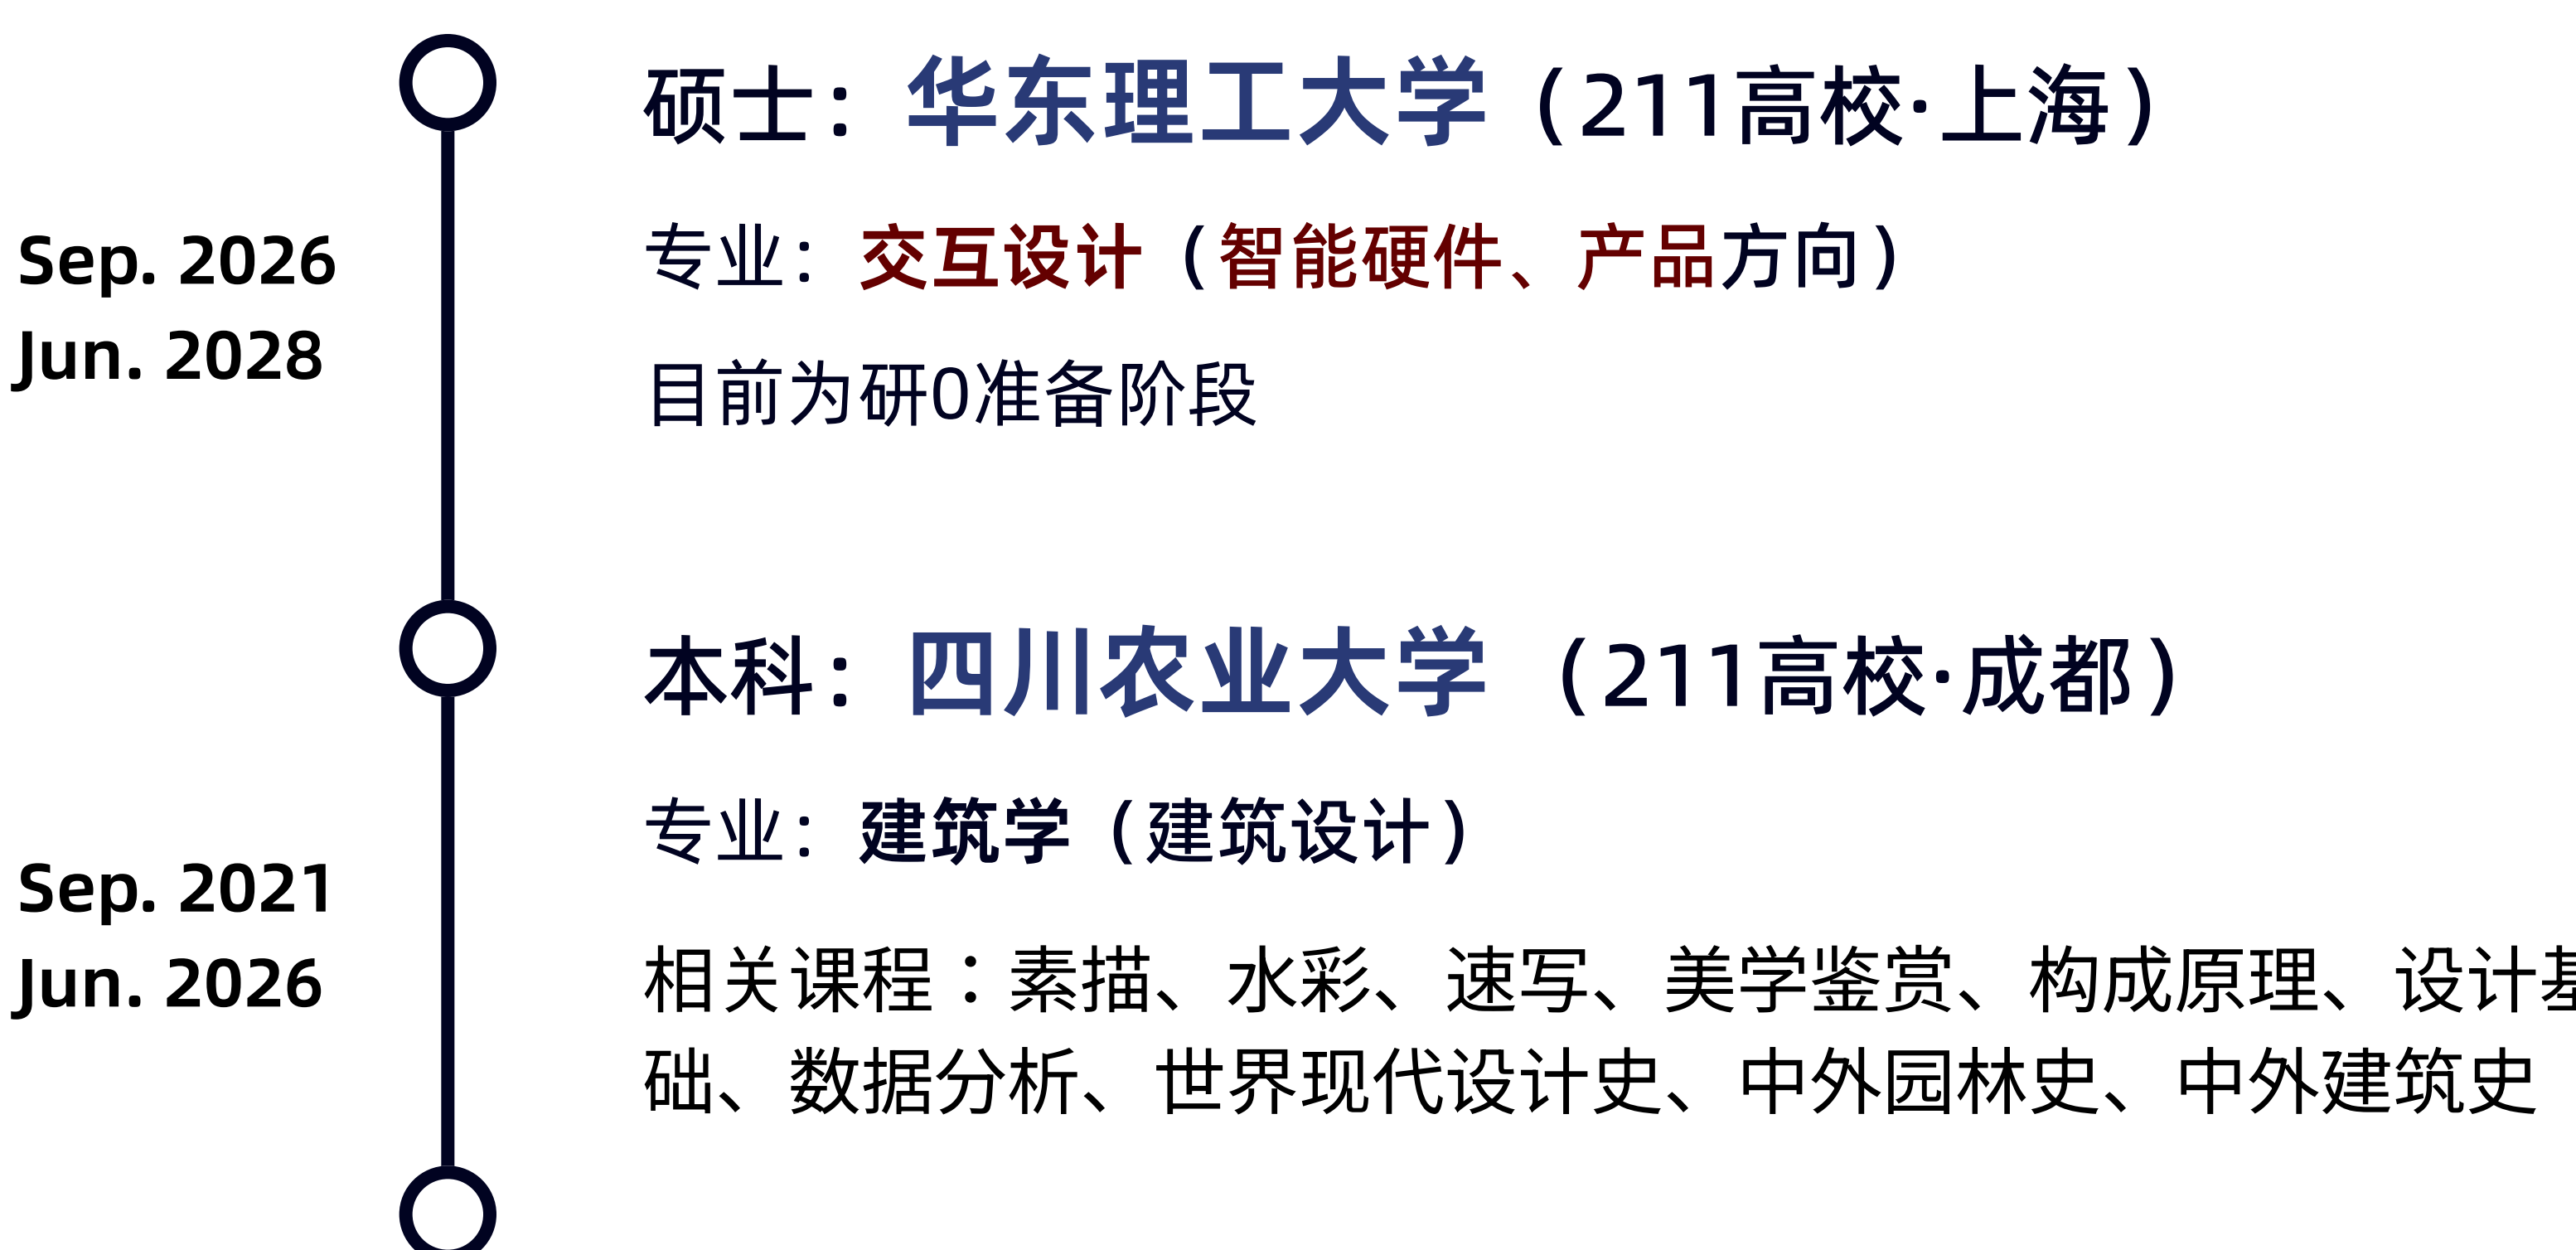 硕士：华东理工大学（211高校·上海）
专业：交互设计（智能硬件、产品方向）
Sep. 2026
Jun. 2028
目前为研0准备阶段
本科：四川农业大学（211高校·成都）
专业：建筑学（建筑设计）
Sep. 2021
Jun. 2026
相关课程：素描、水彩、速写、美学鉴赏、构成原理、设计基
础、数据分析、世界现代设计史、中外园林史、中外建筑史